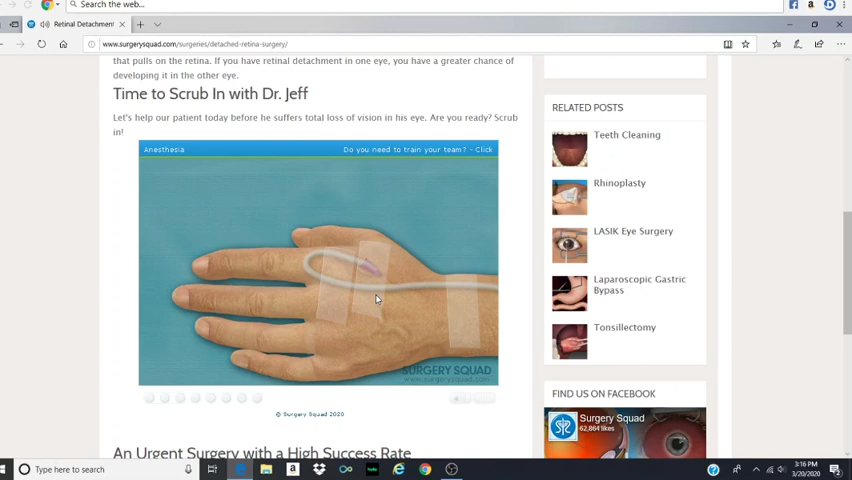 Search the web.
Retinal Detachment
www.surgerysquad.com/surgeries/detached-retina-surgery/
that pulls on the retina. If you have retinal detachment in one eye, you have a greater chance of
developing it in the other eye.
Time to Scrub In with Dr. Jeff
Let's help our patient today before he suffers total loss of vision in his eye. Are you ready? Scrub
in!
Anesthesia
Do you need to train your team? - Click
SURGERY SQUAD
www.surgerysquad.com
© Surgery Squad 2020
An Urgent Surgery with a High Success Rate
RELATED POSTS
Teeth Cleaning
Rhinoplasty
LASIK Eye Surgery
Laparoscopic Gastric
Bypass
Tonsillectomy
FIND US ON FACEBOOK
Surgery Squad
62,864 likes
Type here to search
hulu
3:16 PM
3/20/2020